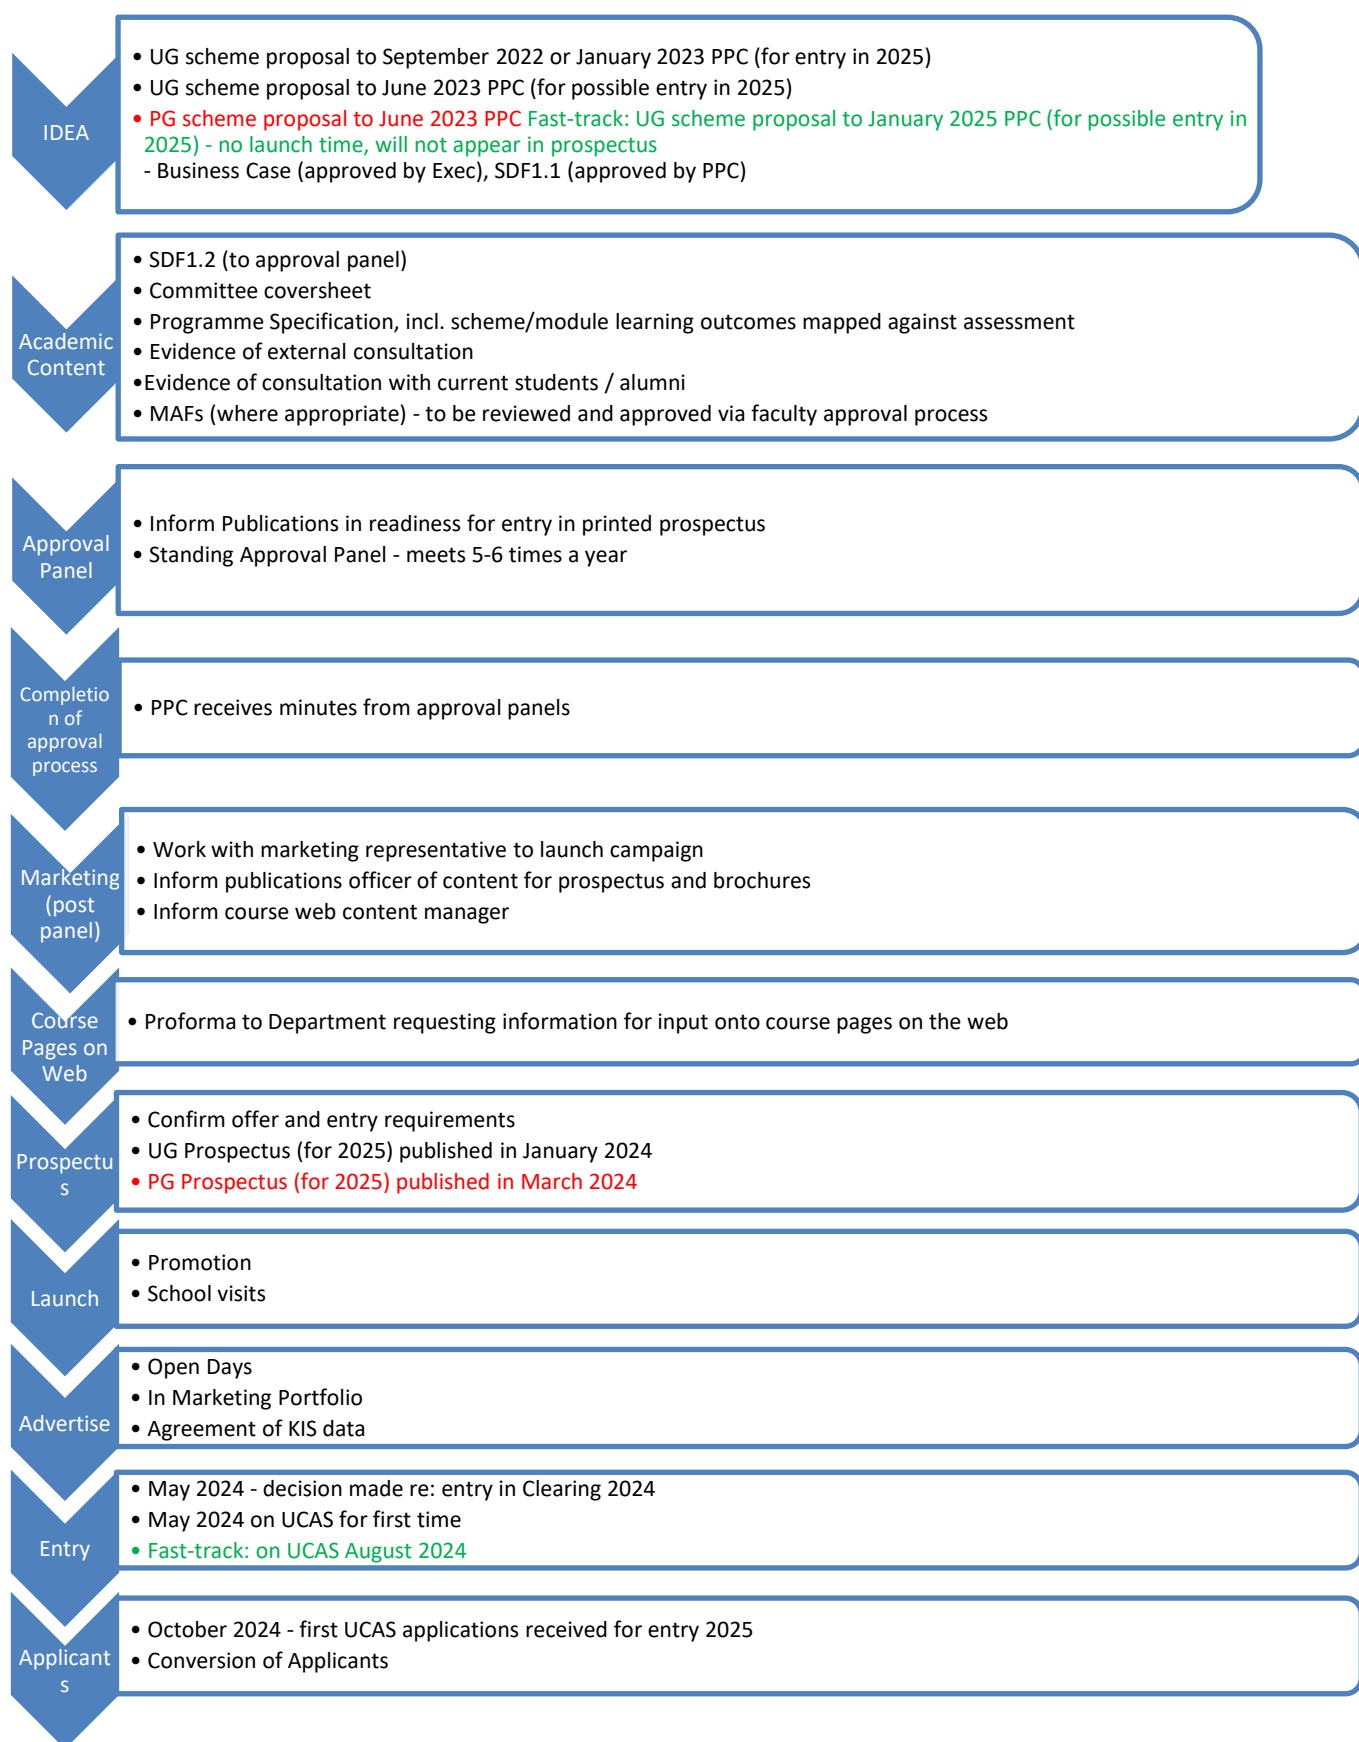 IDEA
• UG scheme proposal to September 2022 or January 2023 PPC (for entry in 2025)
• UG scheme proposal to June 2023 PPC (for possible entry in 2025)
• PG scheme proposal to June 2023 PPC Fast-track: UG scheme proposal to January 2025 PPC (for possible entry in
2025) - no launch time, will not appear in prospectus
- Business Case (approved by Exec), SDF1.1 (approved by PPC)
Academic
Content
• SDF1.2 (to approval panel)
• Committee coversheet
• Programme Specification, incl. scheme/module learning outcomes mapped against assessment
• Evidence of external consultation
•Evidence of consultation with current students / alumni
• MAFs (where appropriate) - to be reviewed and approved via faculty approval process
Approval
Panel
• Inform Publications in readiness for entry in printed prospectus
• Standing Approval Panel - meets 5-6 times a year
Completio
n of
approval
process
• PPC receives minutes from approval panels
Marketing
(post
panel)
• Work with marketing representative to launch campaign
• Inform publications officer of content for prospectus and brochures
• Inform course web content manager
Course
Pages on
Web
• Proforma to Department requesting information for input onto course pages on the web
Prospectu
s
• Confirm offer and entry requirements
• UG Prospectus (for 2025) published in January 2024
• PG Prospectus (for 2025) published in March 2024
Launch
• Promotion
• School visits
Advertise
• Open Days
• In Marketing Portfolio
• Agreement of KIS data
Entry
• May 2024 - decision made re: entry in Clearing 2024
• May 2024 on UCAS for first time
• Fast-track: on UCAS August 2024
Applicant
s
• October 2024 - first UCAS applications received for entry 2025
• Conversion of Applicants